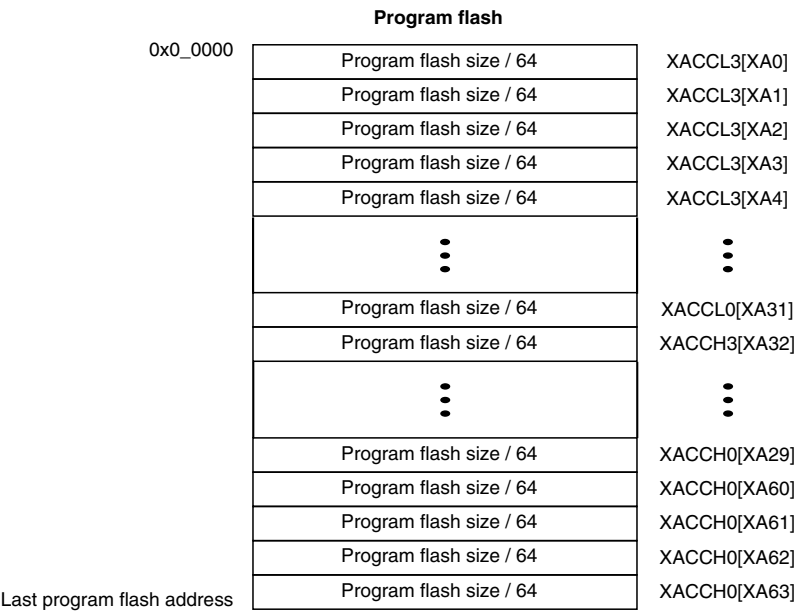 Program flash
0x0_0000
Program flash size / 64 XACCL3[XA0]
Program flash size / 64 XACCL3[XA1]
Program flash size / 64 XACCL3[XA2]
Program flash size / 64 XACCL3[XA3]
Program flash size / 64 XACCL3[XA4]
Program flash size / 64 XACCL0[XA31]
Program flash size / 64 XACCH3[XA32]
Program flash size / 64 XACCH0[XA29]
Program flash size / 64 XACCH0[XA60]
Program flash size / 64 XACCH0[XA61]
Program flash size / 64 XACCH0[XA62]
Program flash size / 64 XACCH0[XA63]
Last program flash address